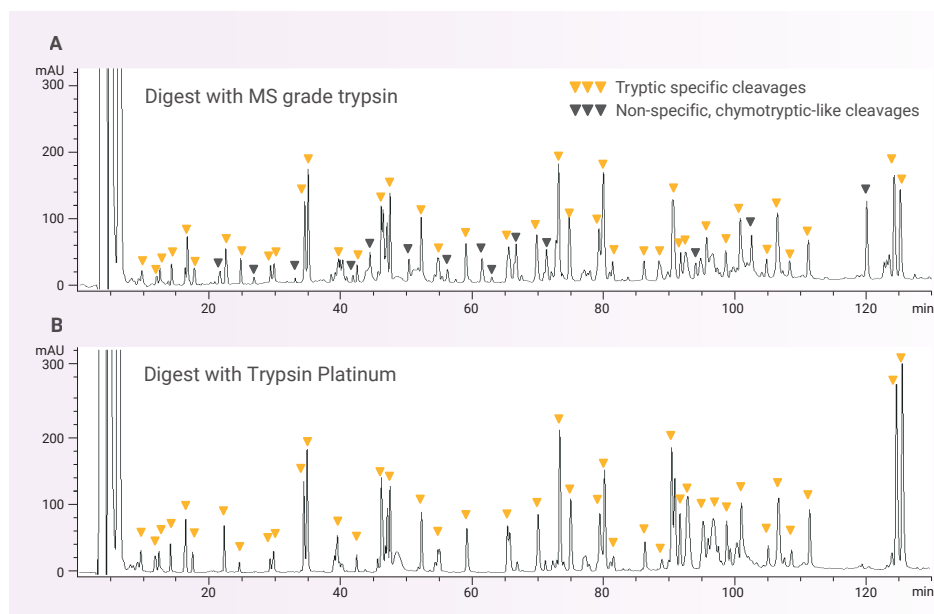 A
mAU
300
Digest with MS grade trypsin
Tryptic specific cleavages
Non-specific, chymotryptic-like cleavages
200
100
0
20 40 60 80 100 120 min
B
mAU
300
Digest with Trypsin Platinum
200
100
0
20 40 60 80 100 120 min